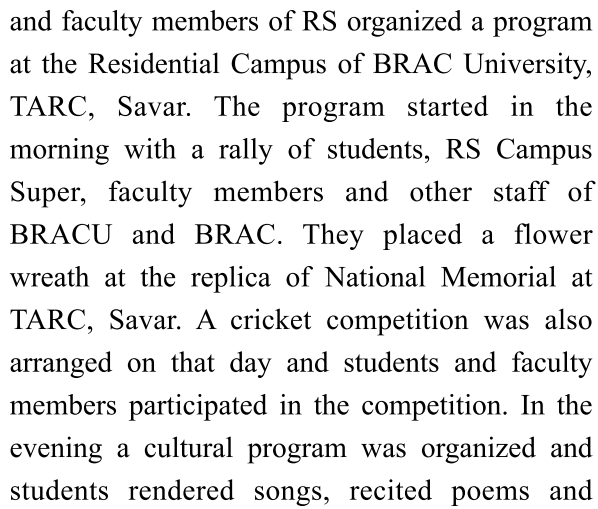 and faculty members of RS organized a program
at the Residential Campus of BRAC University,
TARC, Savar. The program started in the
morning with a rally of students, RS Campus
Super, faculty members and other staff of
BRACU and BRAC. They placed a flower
wreath at the replica of National Memorial at
TARC, Savar. A cricket competition was also
arranged on that day and students and faculty
members participated in the competition. In the
evening a cultural program was organized and
students rendered songs, recited poems and